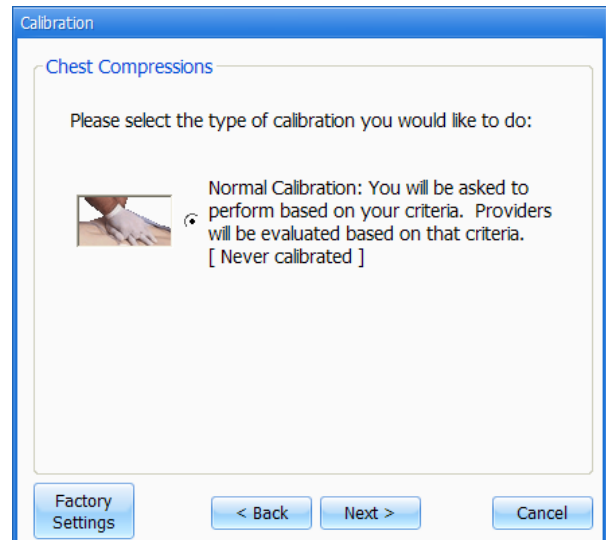 Calibration
Chest Compressions
Please select the type of calibration you would like to do:
Normal Calibration: You will be asked to
perform based on your criteria.  Providers
will be evaluated based on that criteria.
[ Never calibrated ]
Factory
Settings
< Back
Next >
Cancel